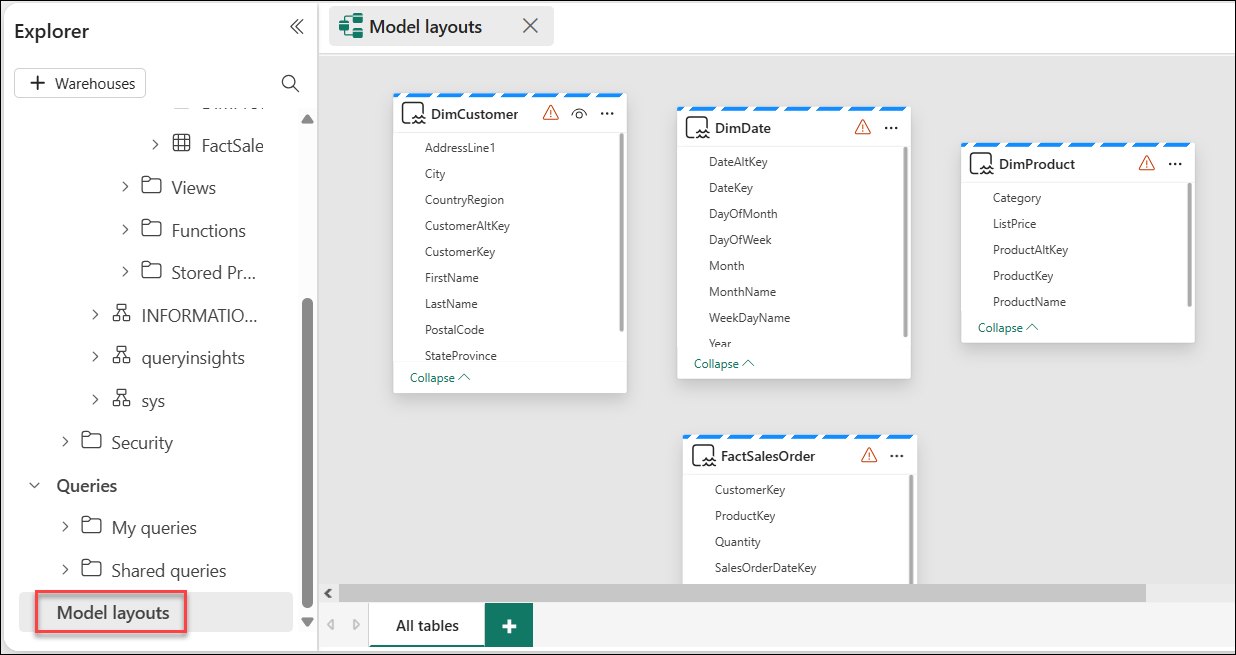 Explorer
Warehouses
FactSale
Views
Functions
Stored Pr...
INFORMATIO...
queryinsights
sys
Security
Queries
My queries
Shared queries
Model layouts
Model layouts
DimCustomer
AddressLine1
City
CountryRegion
CustomerAltKey
CustomerKey
FirstName
LastName
PostalCode
StateProvince
Collapse
DimDate
DateAltKey
DateKey
DayOfMonth
DayOfWeek
Month
MonthName
WeekDayName
Year
Collapse
DimProduct
Category
ListPrice
ProductAltKey
ProductKey
ProductName
Collapse
FactSalesOrder
CustomerKey
ProductKey
Quantity
SalesOrderDateKey
All tables